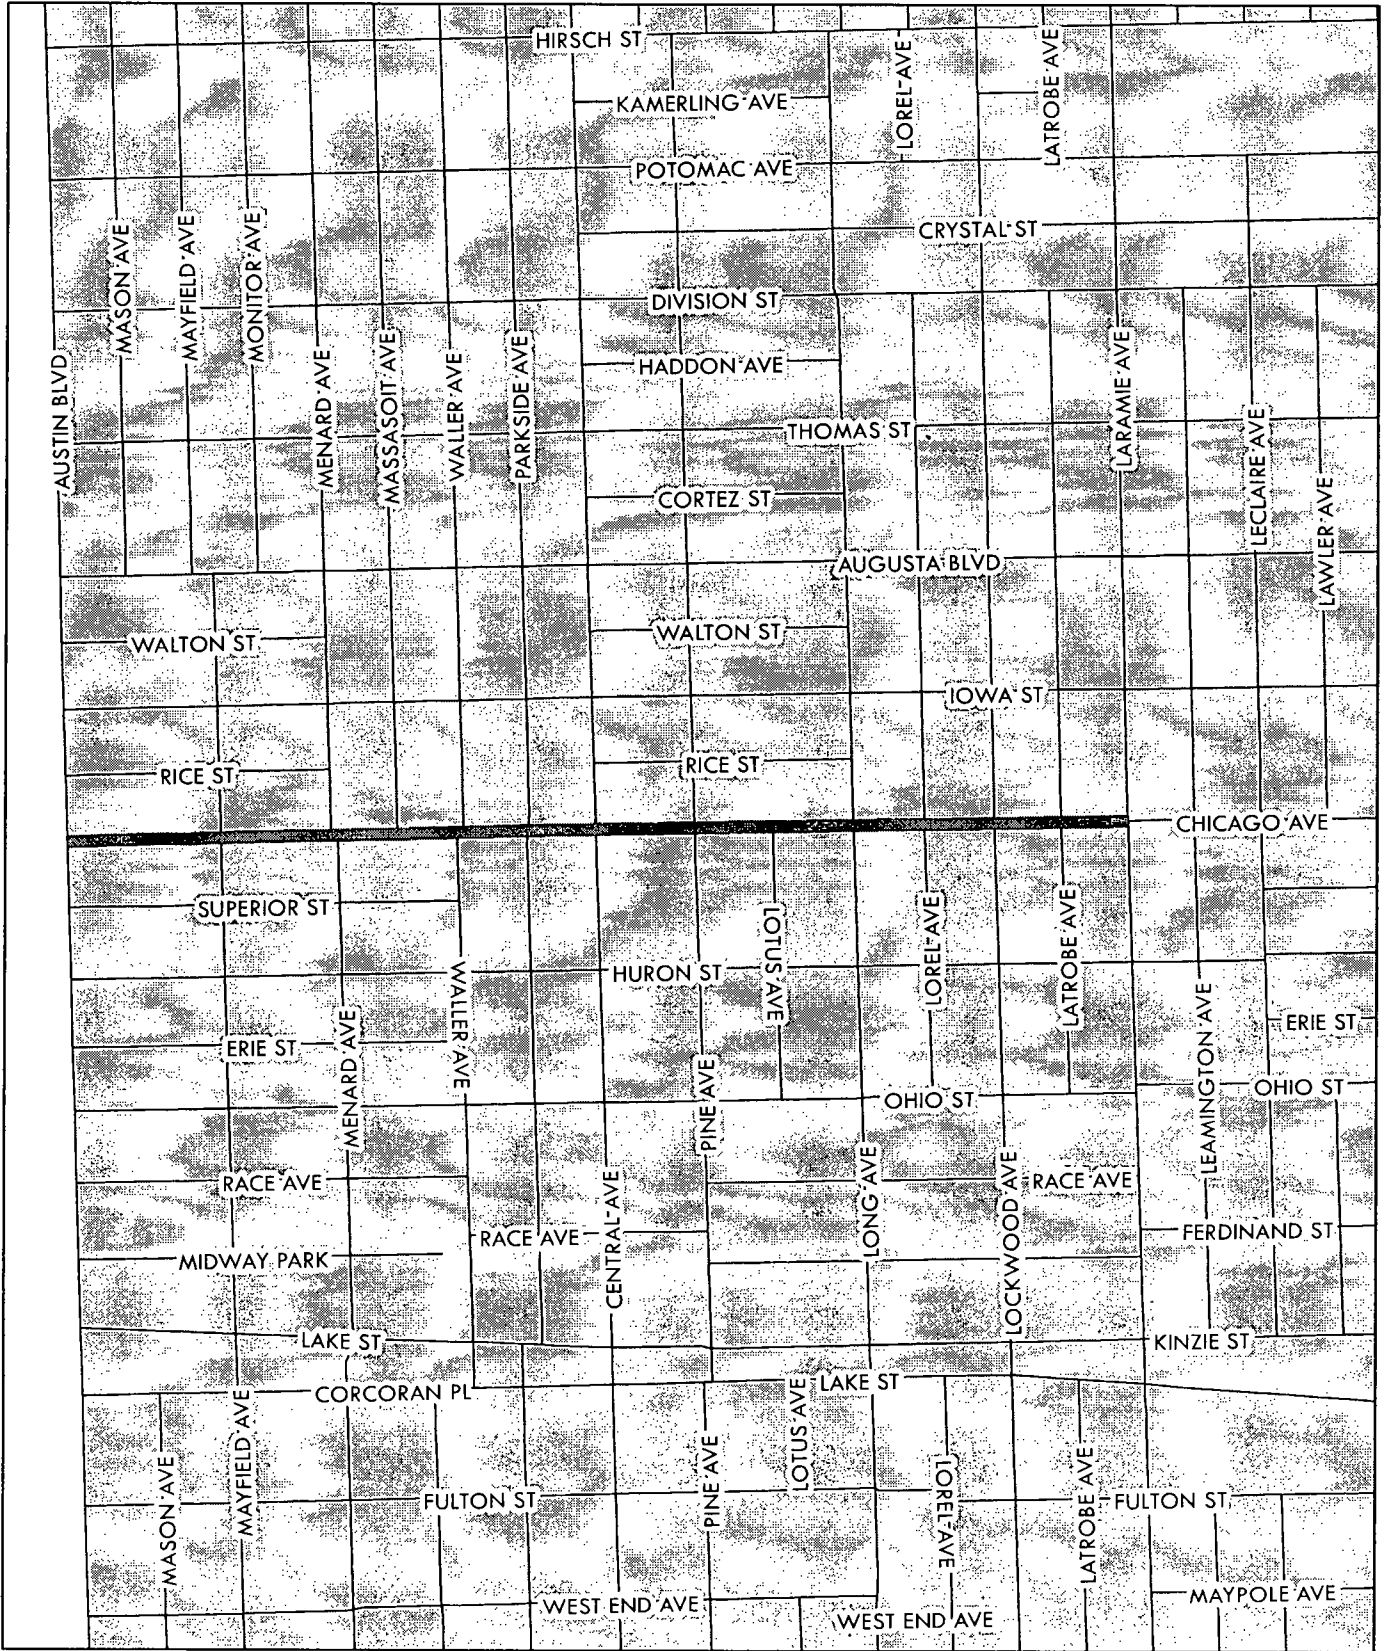 HIRSCH ST
LOREL AVE
LATROBE AVE
KAMERLING AVE
POTOMAC AVE
CRYSTAL ST
MASON AVE
MAYFIELD AVE
MONITOR AVE
DIVISION ST
HADDON AVE
AUSTIN BLVD
MENARD AVE
MASSASOIT AVE
WALLER AVE
PARKSIDE AVE
LARAMIE AVE
THOMAS ST
LECLAIRE AVE
LAWLER AVE
CORTEZ ST
AUGUSTA BLVD
WALTON ST
WALTON ST
IOWA ST
RICE ST
RICE ST
CHICAGO AVE
SUPERIOR ST
LOTUS AVE
LOREL AVE
LATROBE AVE
HURON ST
WALLER AVE
LEAMINGTON AVE
ERIE ST
ERIE ST
MENARD AVE
PINE AVE
OHIO ST
OHIO ST
RACE AVE
LONG AVE
LOCKWOOD AVE
RACE AVE
CENTRAL AVE
RACE AVE
FERDINAND ST
MIDWAY PARK
LAKE ST
KINZIE ST
CORCORAN PL
LAKE ST
MAYFIELD AVE
LOTUS AVE
MASON AVE
PINE AVE
LOREL AVE
LATROBE AVE
FULTON ST
FULTON ST
MAYPOLE AVE
WEST END AVE
WEST END AVE